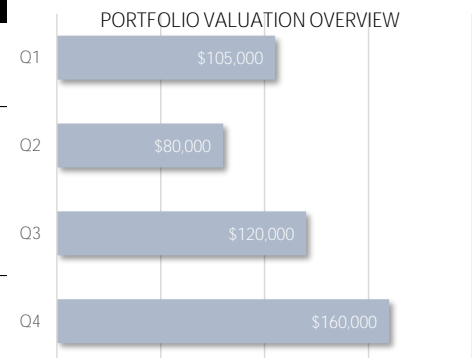 PORTFOLIO VALUATION OVERVIEW
Q1 $105,000
Q2 $80,000
Q3 $120,000
Q4 $160,000